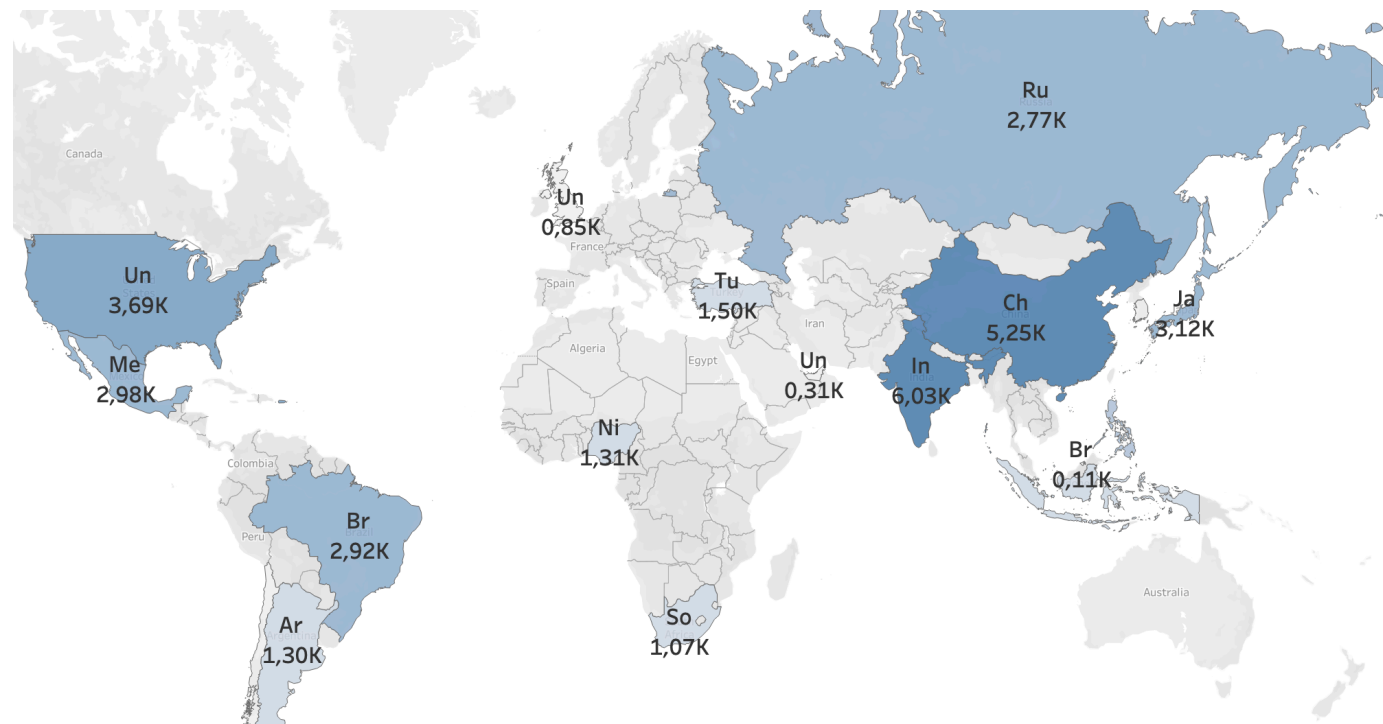 Ru
2,77K
Canada
Un
0,85K
France
Un
3,69K
Spain
Tu
1,50K
Iran
Ch
5,25K
Ja
3,12K
Me
2,98K
Algeria
Egypt
Un
0,31K
In
6,03K
Ni
1,31K
Br
0,11K
Colombia
Peru
Br
2,92K
Australia
Ar
1,30K
So
1,07K